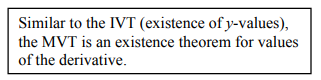 Similar to the IVT (existence of y-values),
the MVT is an existence theorem for values
of the derivative.